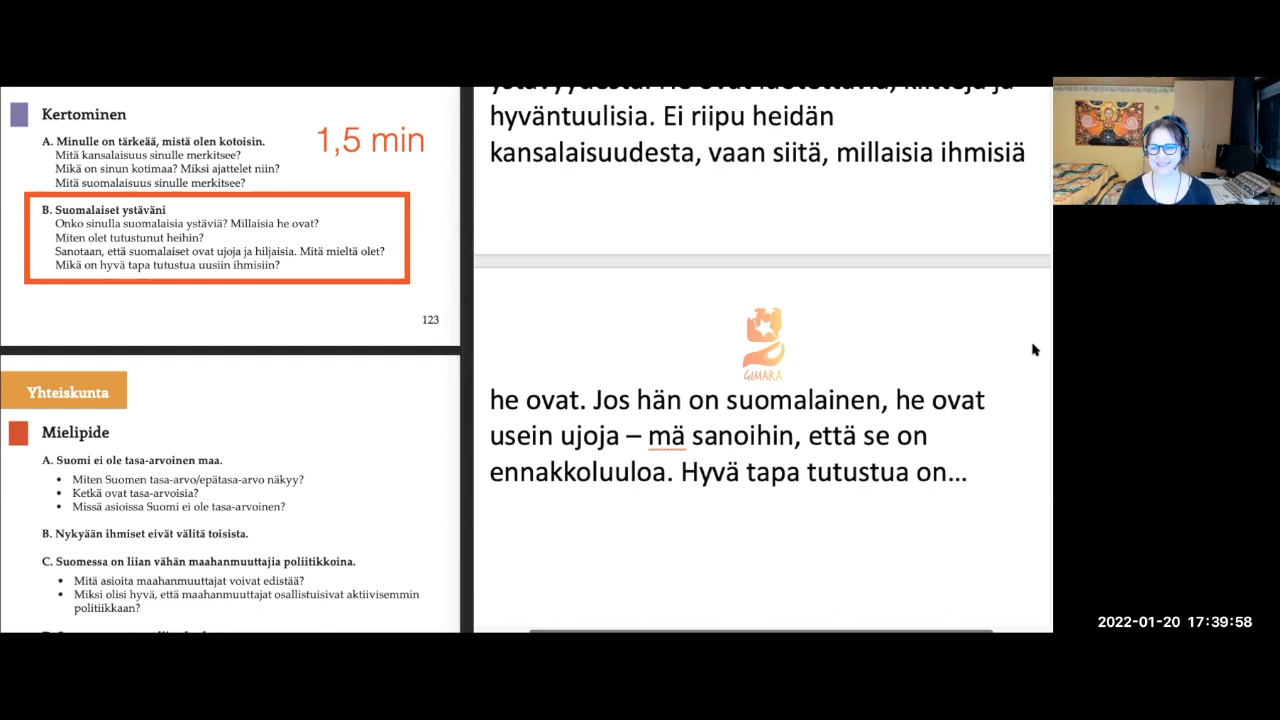 Kertominen
A. Minulle on tärkeää, mistä olen kotoisin.
Mitä kansalaisuus sinulle merkitsee?
Mikä on sinun kotimaa? Miksi ajattelet niin?
Mitä suomalaisuus sinulle merkitsee?
1,5 min
B. Suomalaiset ystäväni
Onko sinulla suomalaisia ystäviä? Millaisia he ovat?
Miten olet tutustunut heihin?
Sanotaan, että suomalaiset ovat ujoja ja hiljaisia. Mitä mieltä olet?
Mikä on hyvä tapa tutustua uusiin ihmisiin?
123
Yhteiskunta
Mielipide
A. Suomi ei ole tasa-arvoinen maa.
• Miten Suomen tasa-arvo/epätasa-arvo näkyy?
• Ketkä ovat tasa-arvoisia?
• Missä asioissa Suomi ei ole tasa-arvoinen?
B. Nykyään ihmiset eivät välitä toisista.
C. Suomessa on liian vähän maahanmuuttajia poliitikkoina.
• Mitä asioita maahanmuuttajat voivat edistää?
• Miksi olisi hyvä, että maahanmuuttajat osallistuisivat aktiivisemmin
politiikkaan?
hyväntuulisia. Ei riipu heidän
kansalaisuudesta, vaan siitä, millaisia ihmisiä
GIMARA
he ovat. Jos hän on suomalainen, he ovat
usein ujoja – mä sanoihin, että se on
ennakkoluuloa. Hyvä tapa tutustua on...
2022-01-20 17:39:58